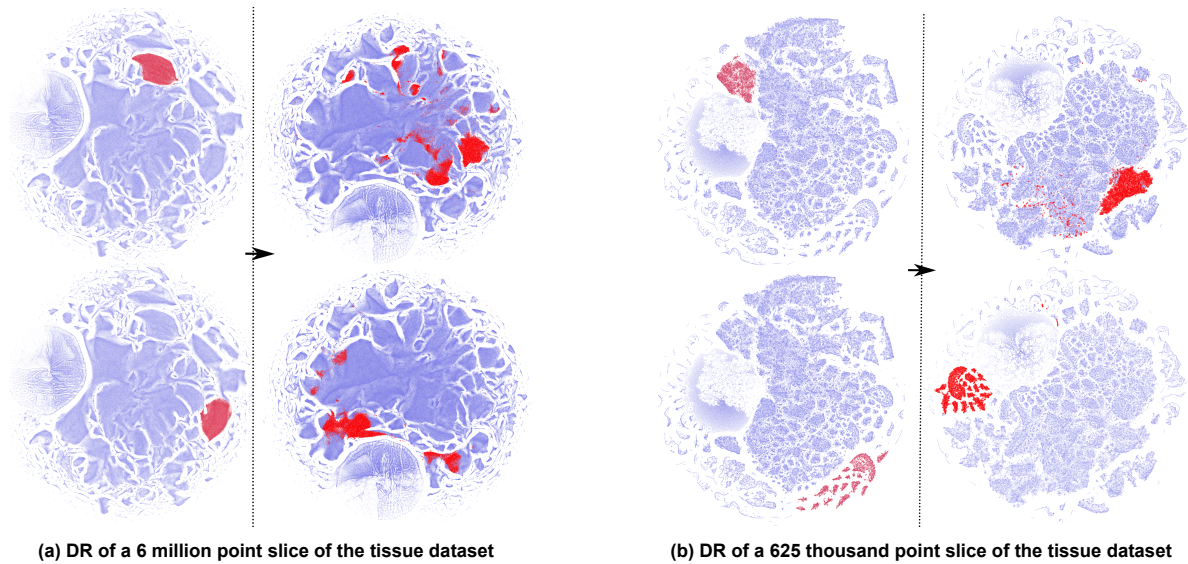 (a) DR of a 6 million point slice of the tissue dataset
(b) DR of a 625 thousand point slice of the tissue dataset